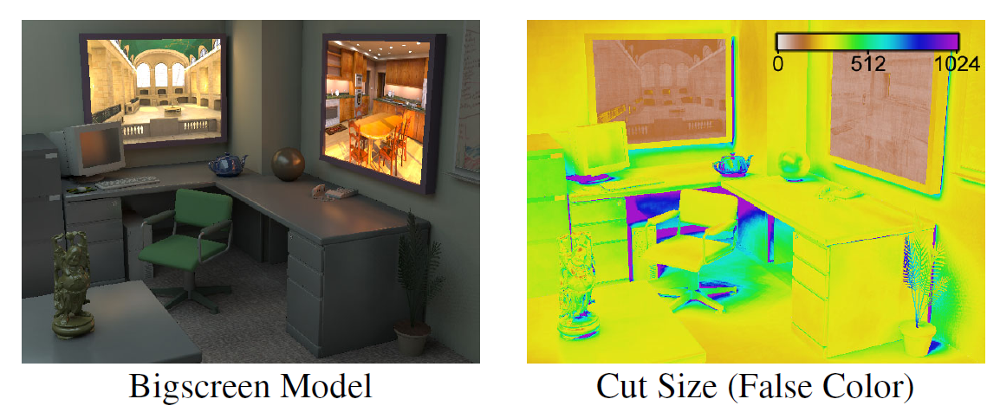 0 512 1024
Bigscreen Model
Cut Size (False Color)